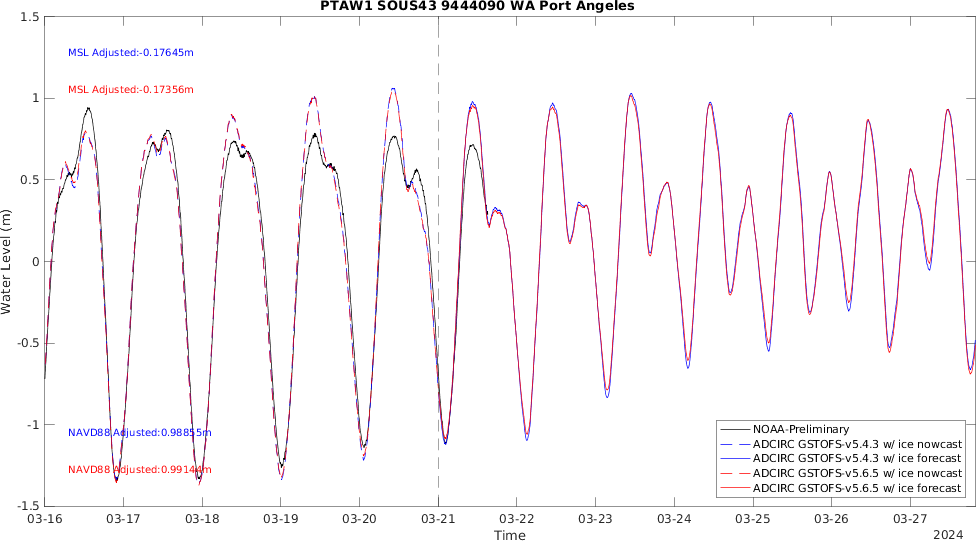 PTAW1 SOUS43 9444090 WA Port Angeles
1.5
1
0.5
0
-0.5
-1
-1.5
Water Level (m)
MSL Adjusted:-0.17645m
MSL Adjusted:-0.17356m
NAVD88 Adjusted:0.98855m
NAVD88 Adjusted:0.99144m
NOAA-Preliminary
ADCIRC GSTOFS-v5.4.3 w/ ice nowcast
ADCIRC GSTOFS-v5.4.3 w/ ice forecast
ADCIRC GSTOFS-v5.6.5 w/ ice nowcast
ADCIRC GSTOFS-v5.6.5 w/ ice forecast
03-16 03-17 03-18 03-19 03-20 03-21 03-22 03-23 03-24 03-25 03-26 03-27
Time
2024